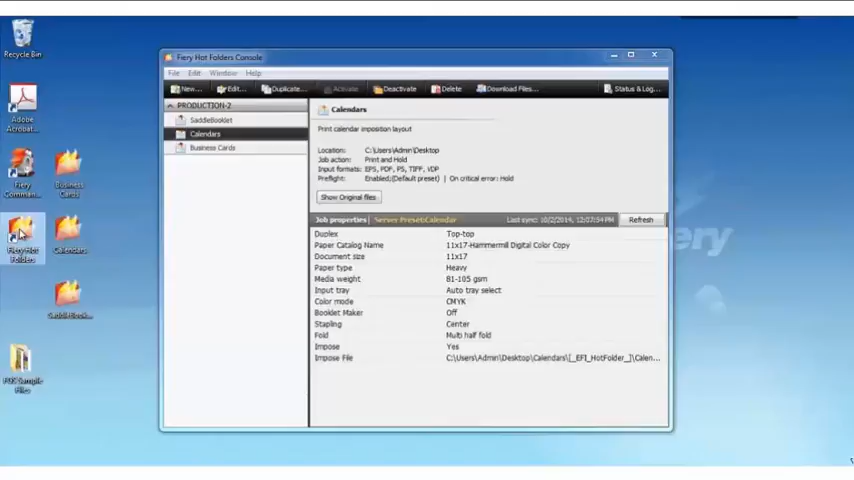 Recycle Bin
Adobe
Acrobat...
Fiery
Comman...
Business
Cards
Fiery Hot
Folders
Calendars
SaddleBook...
FGS Sample
Files
Fiery Hot Folders Console
File Edit Window Help
New... Edit... Duplicate... Activate Deactivate Delete Download Files... Status & Log...
PRODUCTION-2
SaddleBooklet
Calendars
Business Cards
Calendars
Print calendar imposition layout
Location: C:\Users\Admin\Desktop
Job action: Print and Hold
Input formats: EPS, PDF, PS, TIFF, VDP
Preflight: Enabled;(Default preset) | On critical error: Hold
Show Original files
Job properties | Server Preset:Calendar Last sync: 10/2/2014, 12:07:54 PM Refresh
Duplex Top-top
Paper Catalog Name 11x17-Hammermill Digital Color Copy
Document size 11x17
Paper type Heavy
Media weight 81-105 gsm
Input tray Auto tray select
Color mode CMYK
Booklet Maker Off
Stapling Center
Fold Multi half fold
Impose Yes
Impose File C:\Users\Admin\Desktop\Calendars\[_EFI_HotFolder_]\Calen...
ery